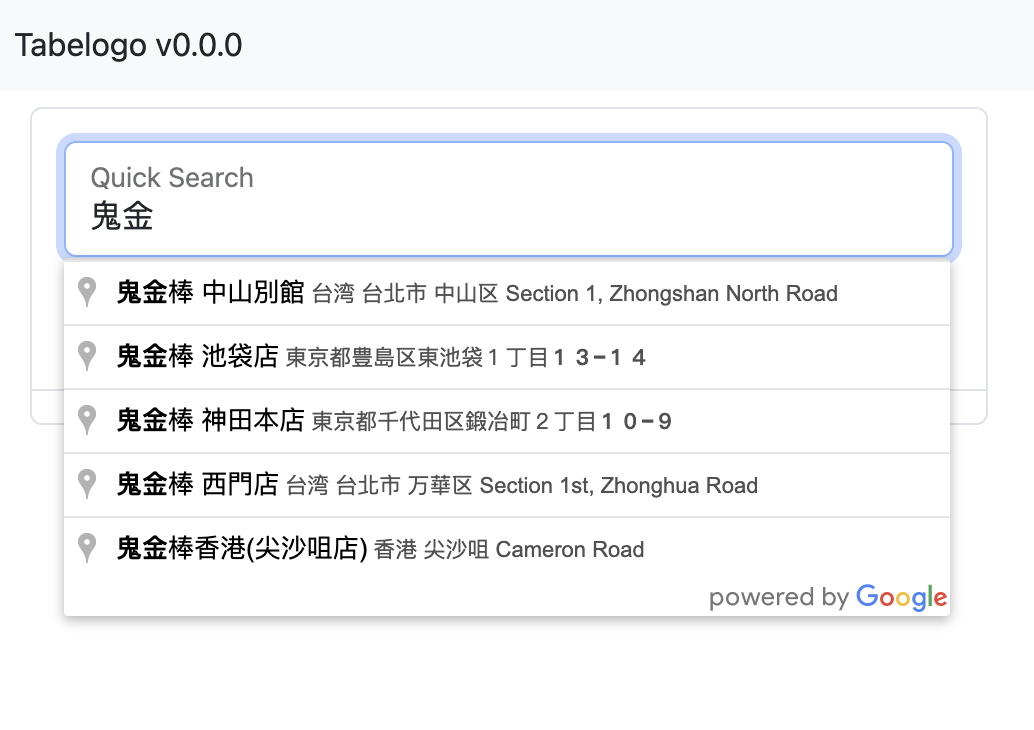 Tabelogo v0.0.0
Quick Search
鬼金
鬼金棒 中山別館 台湾 台北市 中山区 Section 1, Zhongshan North Road
鬼金棒 池袋店 東京都豊島区東池袋１丁目１３−１４
鬼金棒 神田本店 東京都千代田区鍛冶町２丁目１０−９
鬼金棒 西門店 台湾 台北市 万華区 Section 1st, Zhonghua Road
鬼金棒香港(尖沙咀店) 香港 尖沙咀 Cameron Road
powered by Google